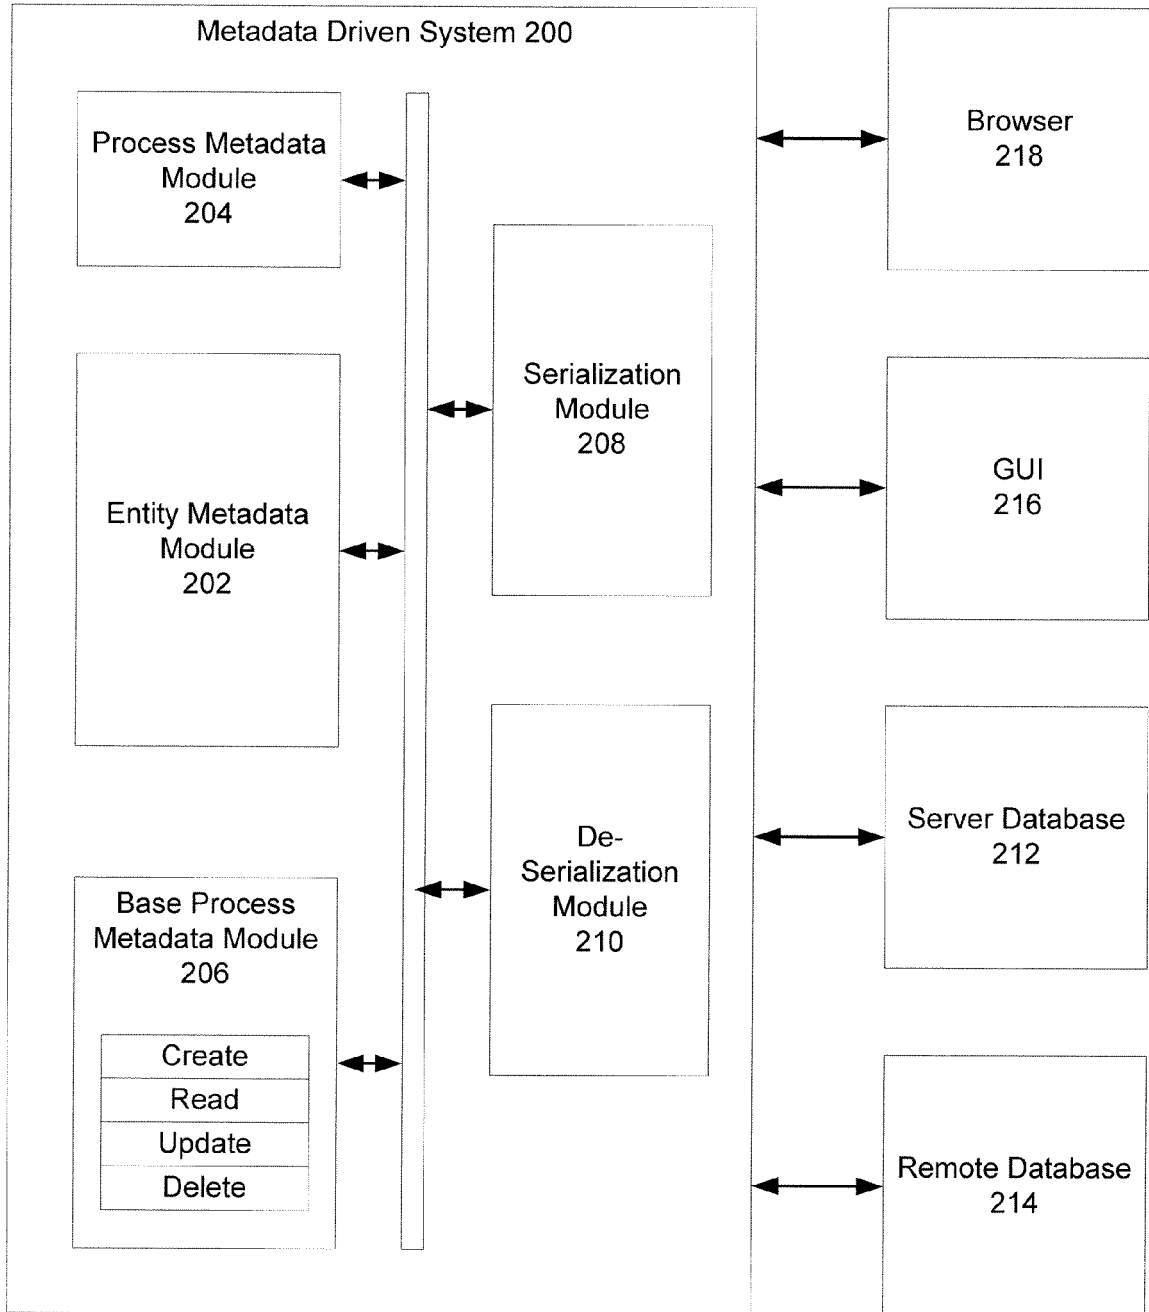 Metadata Driven System 200
Process Metadata
Module
204
Entity Metadata
Module
202
Base Process
Metadata Module
206
Create
Read
Update
Delete
Serialization
Module
208
De-
Serialization
Module
210
Browser
218
GUI
216
Server Database
212
Remote Database
214